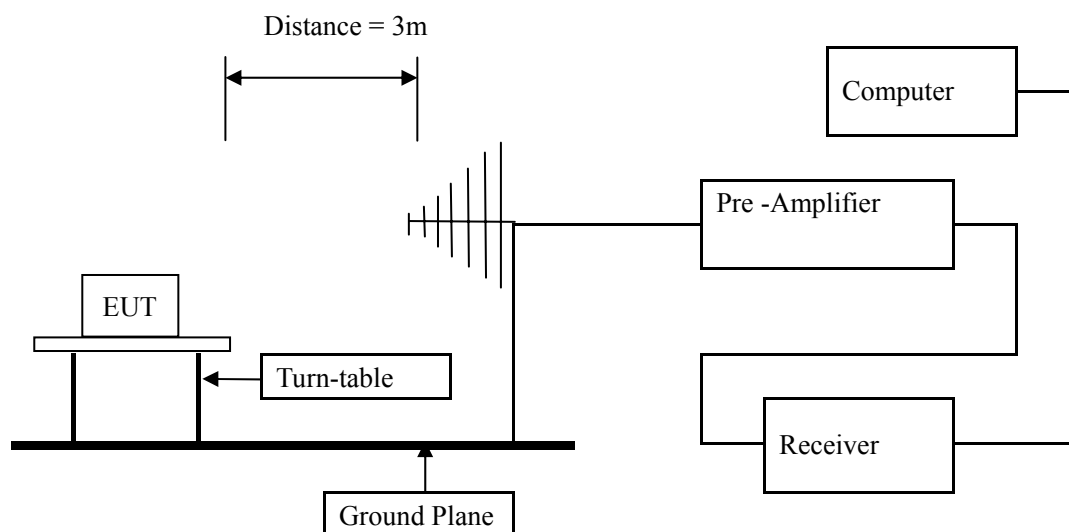 Distance = 3m
Computer
Pre -Amplifier
EUT
Turn-table
Receiver
Ground Plane